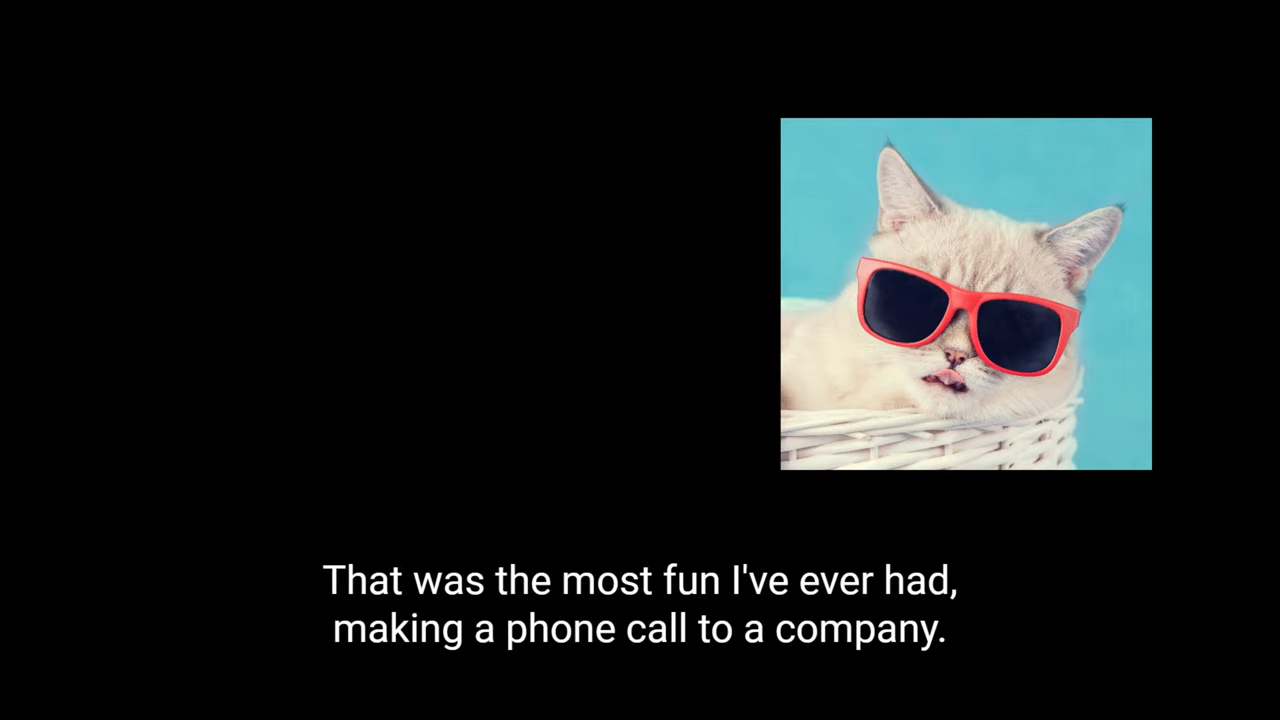 That was the most fun I've ever had,
making a phone call to a company.